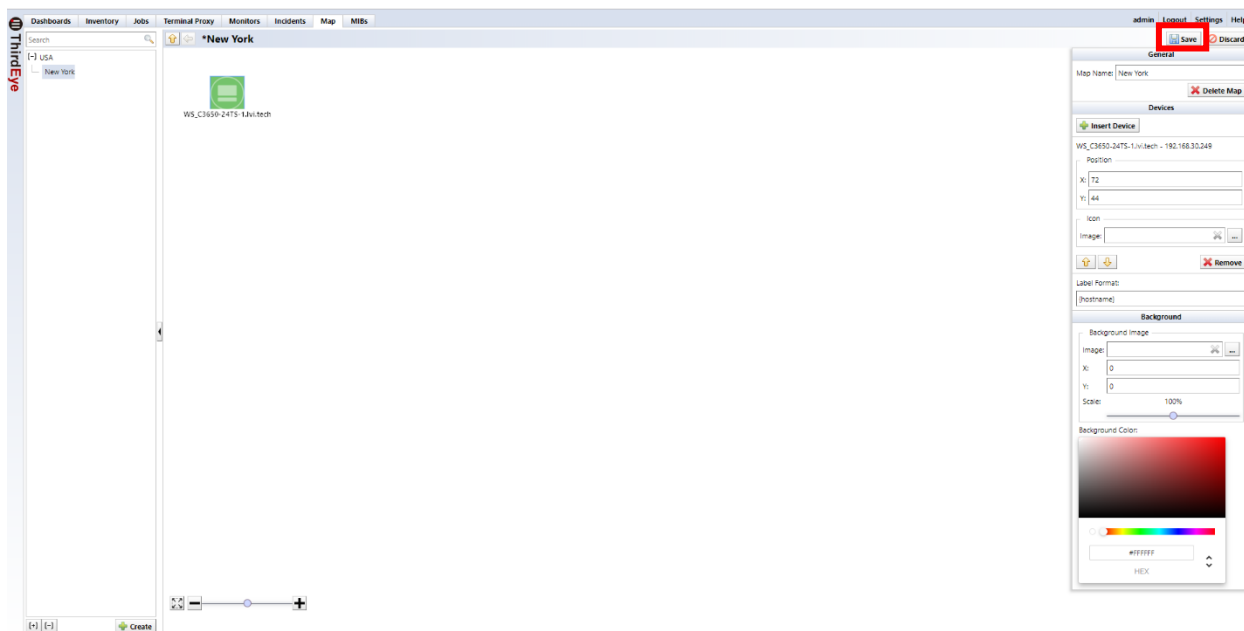 ThirdEye
Dashboards Inventory Jobs Terminal Proxy Monitors Incidents Map MIBs
admin Logout Settings Help
Search
*New York
Save Discard
[-] USA
New York
WS_C3650-24TS-1.lvi.tech
General
Map Name: New York
Delete Map
Devices
Insert Device
WS_C3650-24TS-1.lvi.tech - 192.168.30.249
Position
X: 72
Y: 44
Icon
Image: ...
Remove
Label Format:
{hostname}
Background
Background Image
Image: ...
X: 0
Y: 0
Scale: 100%
Background Color:
#FFFFFF
HEX
[+] [-] Create